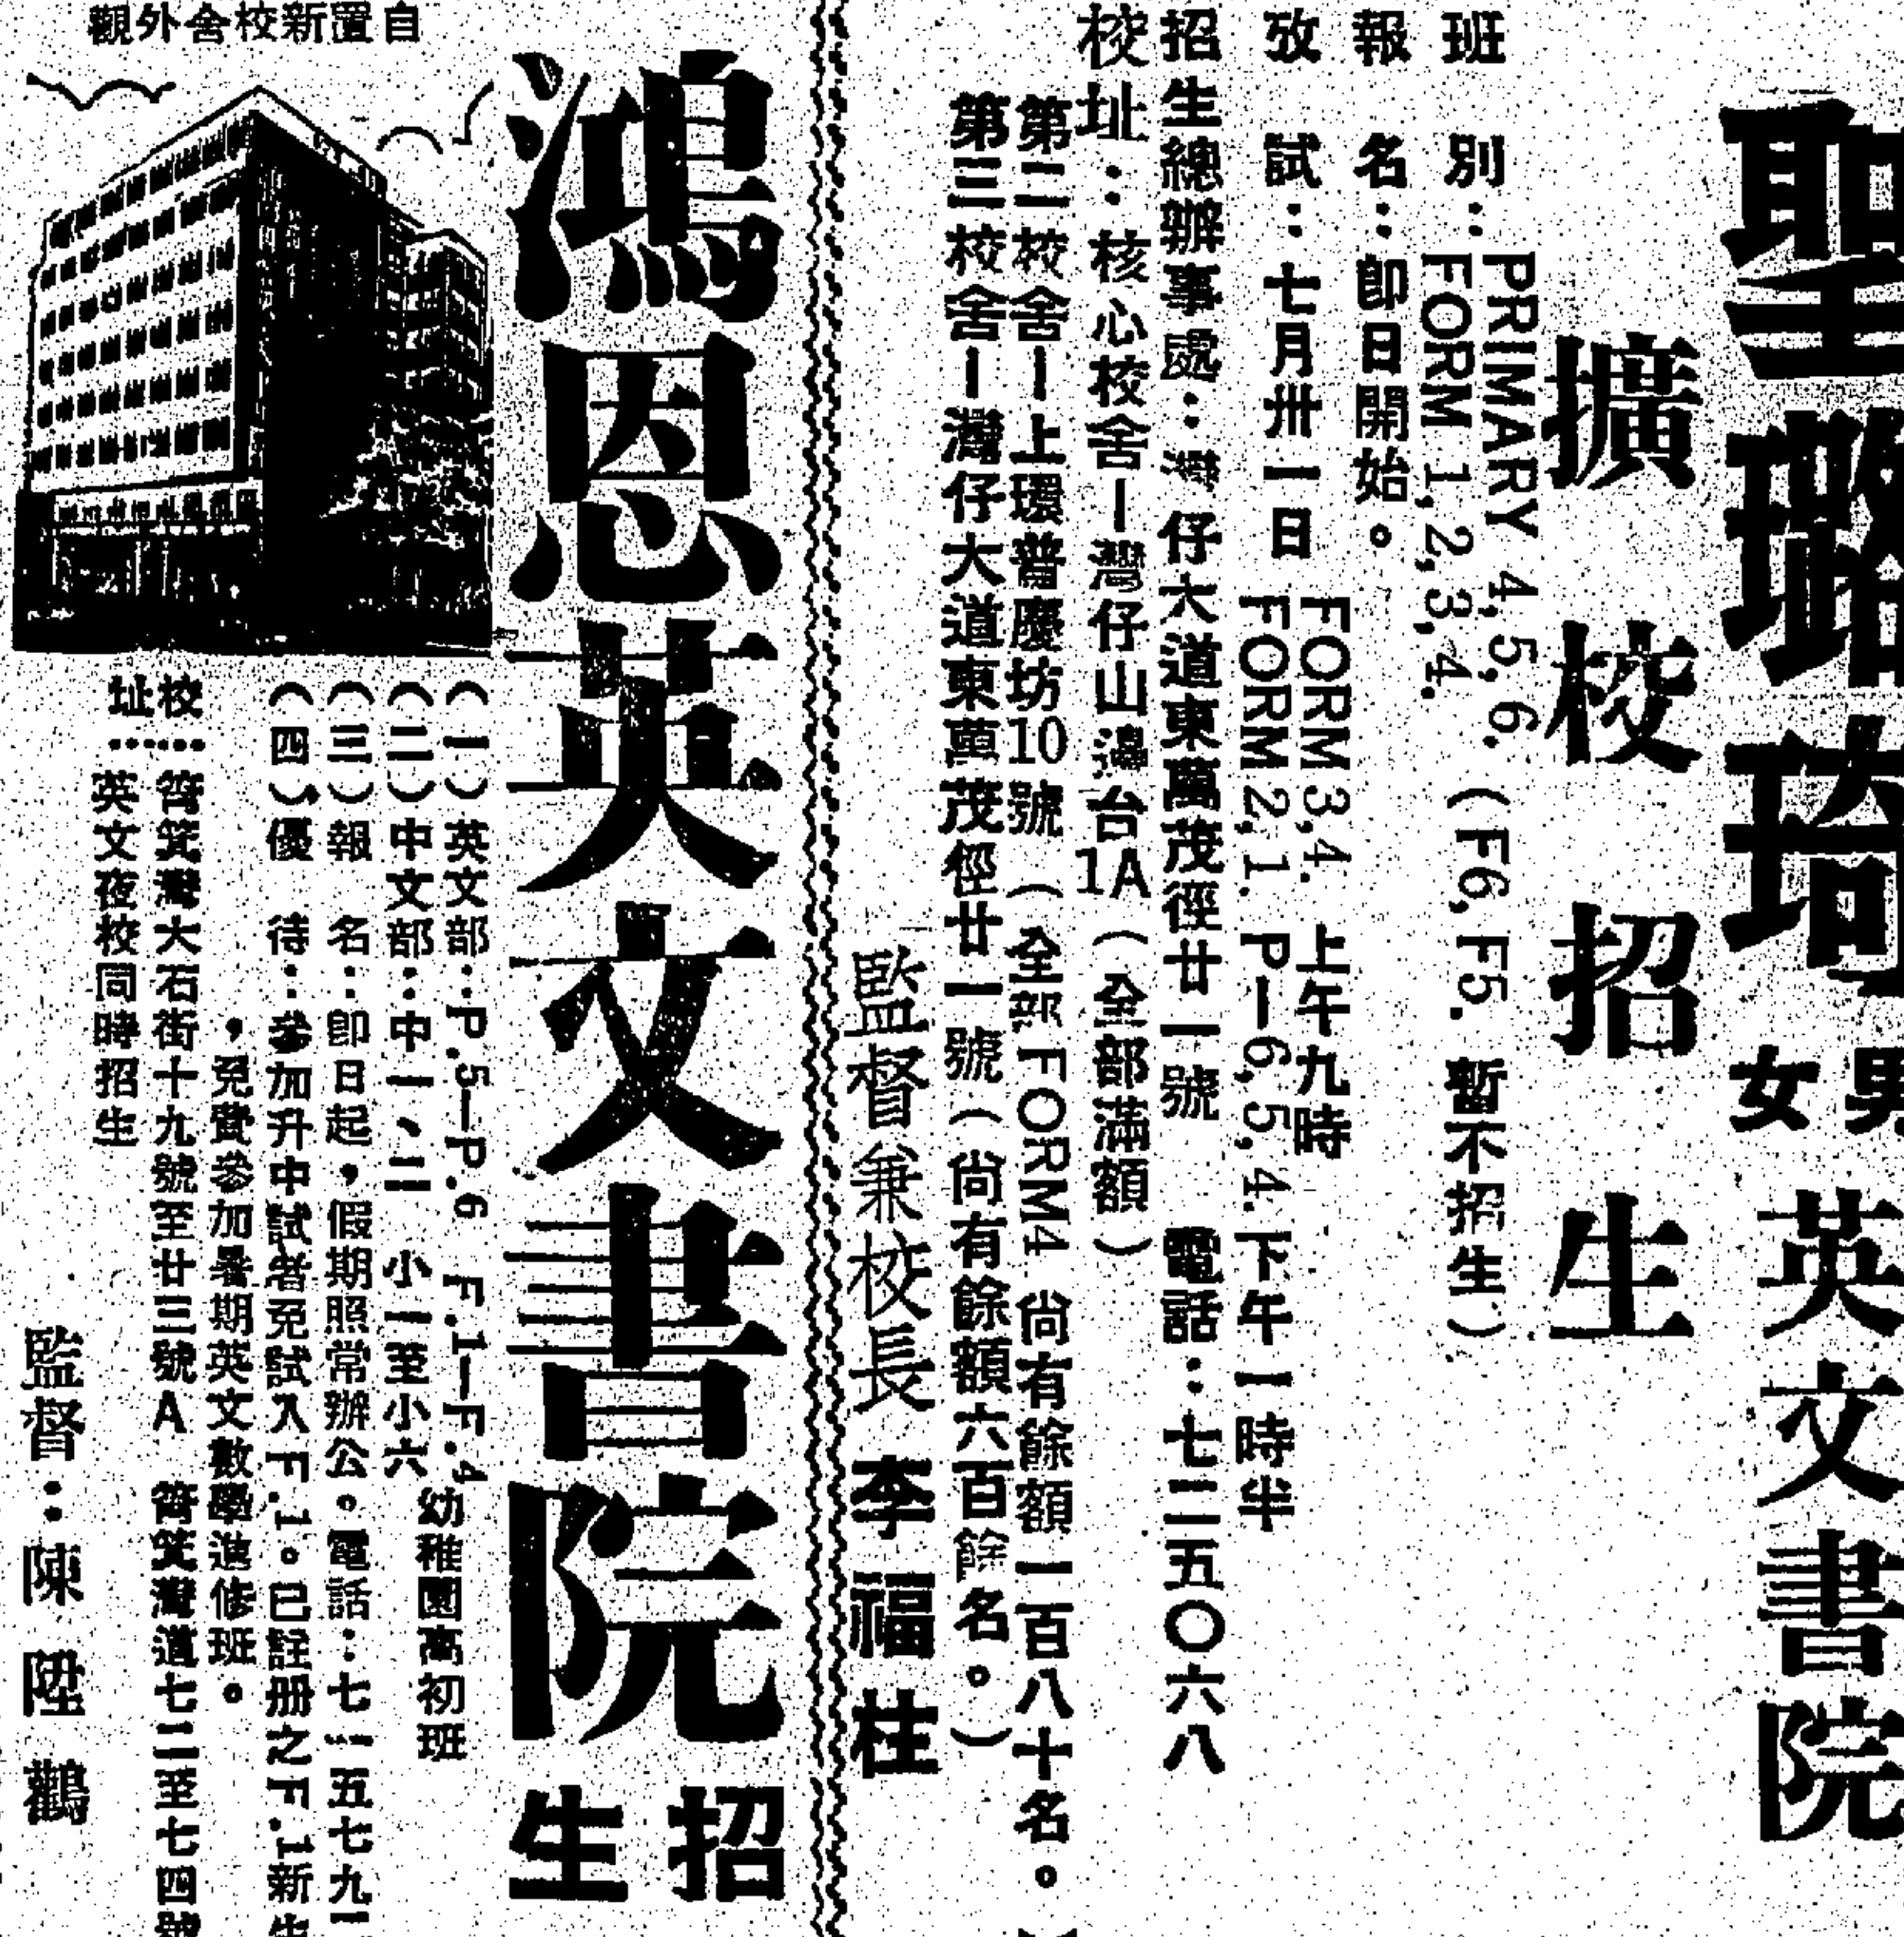 聖璐琦男女英文書院
擴校招生
班別：PRIMARY 4,5,6. (F6, F5. 暫不招生)
FORM 1,2,3,4.
報名：即日開始。
攷試：七月卅一日 FORM 3,4. 上午九時
FORM 2,1. P—6,5,4. 下午一時半
招生總辦事處：灣仔大道東萬茂徑廿一號 電話：七二五〇六八
校址：核心校舍—灣仔山邊台1A（全部滿額）
第二校舍—上環普慶坊10號（全部FORM4 尚有餘額一百八十名。
第三校舍—灣仔大道東萬茂徑廿一號（尚有餘額六百餘名。）
監督兼校長 李福柱
鴻恩英文書院招生
自置新校舍外觀
（一）英文部：P.5—P.6 F.1—F.4
（二）中文部：中一、二 小一至小六 幼稚園高初班
（三）報名：即日起，假期照常辦公。電話：七二五七九一
（四）優待：參加升中試者免試入F.1。已註册之F.1新生
，免費參加暑期英文數學進修班。
校址：筲箕灣大石街十九號至廿三號A 筲箕灣道七二至七四號
英文夜校同時招生
監督：陳陞鸛